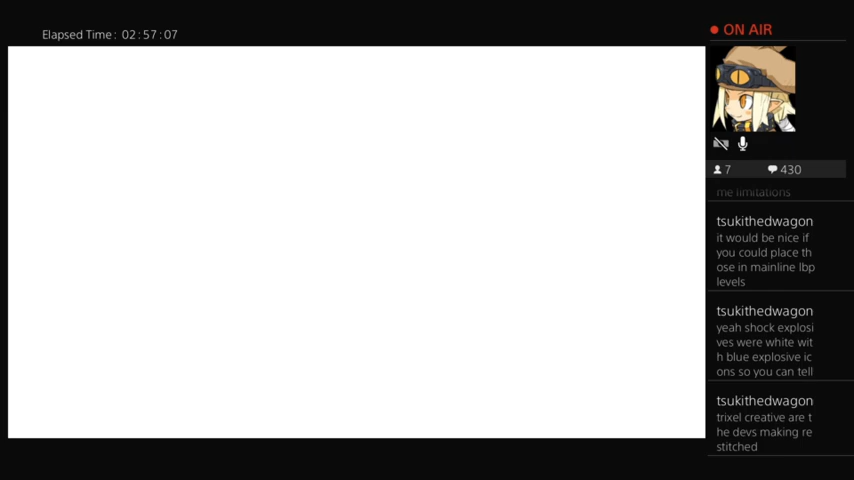 Elapsed Time: 02:57:07
ON AIR
7
430
me limitations
tsukithedwagon
it would be nice if
you could place th
ose in mainline lbp
levels
tsukithedwagon
yeah shock explosi
ves were white wit
h blue explosive ic
ons so you can tell
tsukithedwagon
trixel creative are t
he devs making re
stitched